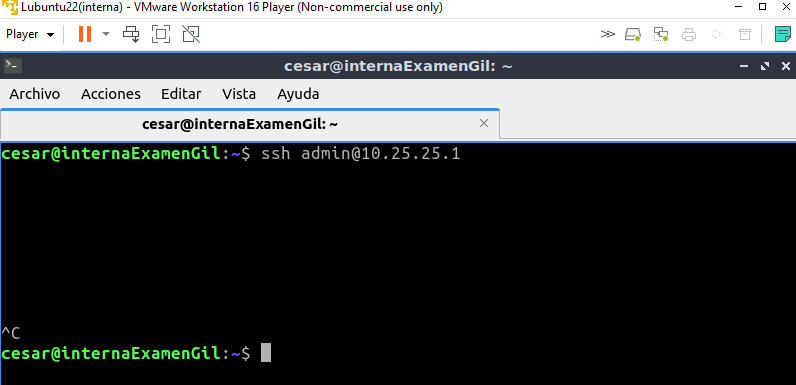 Lubuntu22(interna) - VMware Workstation 16 Player (Non-commercial use only)
Player
cesar@internaExamenGil: ~
Archivo Acciones Editar Vista Ayuda
cesar@internaExamenGil: ~
cesar@internaExamenGil:~$ ssh admin@10.25.25.1
^C
cesar@internaExamenGil:~$